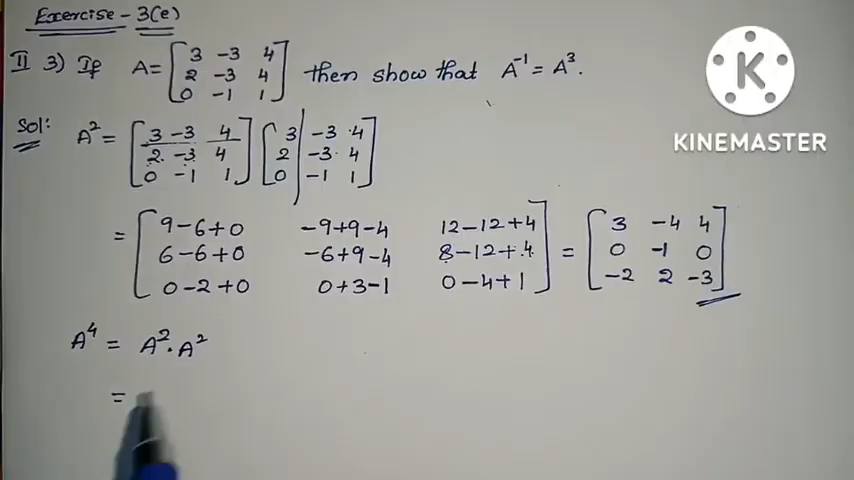 Exercise - 3(e)
II 3) If A = [3 -3 4
2 -3 4
0 -1 1] then show that A⁻¹ = A³.
Sol: A² = [3 -3 4
2 -3 4
0 -1 1] [3 -3 4
2 -3 4
0 -1 1]
= [9-6+0 -9+9-4 12-12+4
6-6+0 -6+9-4 8-12+4
0-2+0 0+3-1 0-4+1] = [3 -4 4
0 -1 0
-2 2 -3]
A⁴ = A² . A²
=
K
KINEMASTER